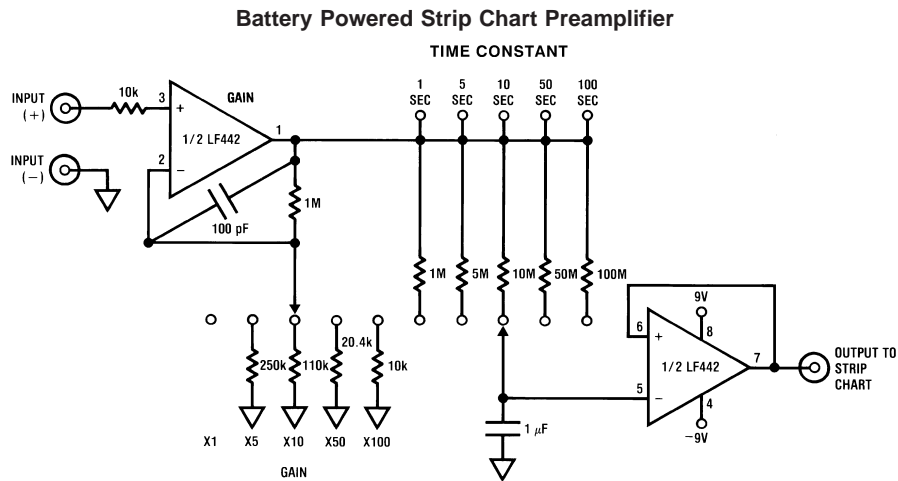 Battery Powered Strip Chart Preamplifier
TIME CONSTANT
1 SEC
5 SEC
10 SEC
50 SEC
100 SEC
INPUT (+)
10k
3
+
GAIN
1/2 LF442
1
INPUT (−)
2
−
100 pF
1M
1M
5M
10M
50M
100M
250k
110k
20.4k
10k
X1
X5
X10
X50
X100
GAIN
1 μF
9V
8
6
+
1/2 LF442
7
5
−
4
−9V
OUTPUT TO
STRIP
CHART